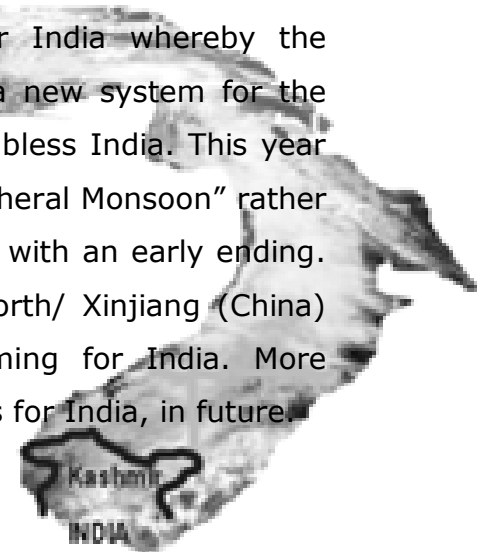 r India whereby the
a new system for the
bless India. This year
heral Monsoon” rather
with an early ending.
orth/ Xinjiang (China)
ming for India. More
s for India, in future.
Kashmir
INDIA